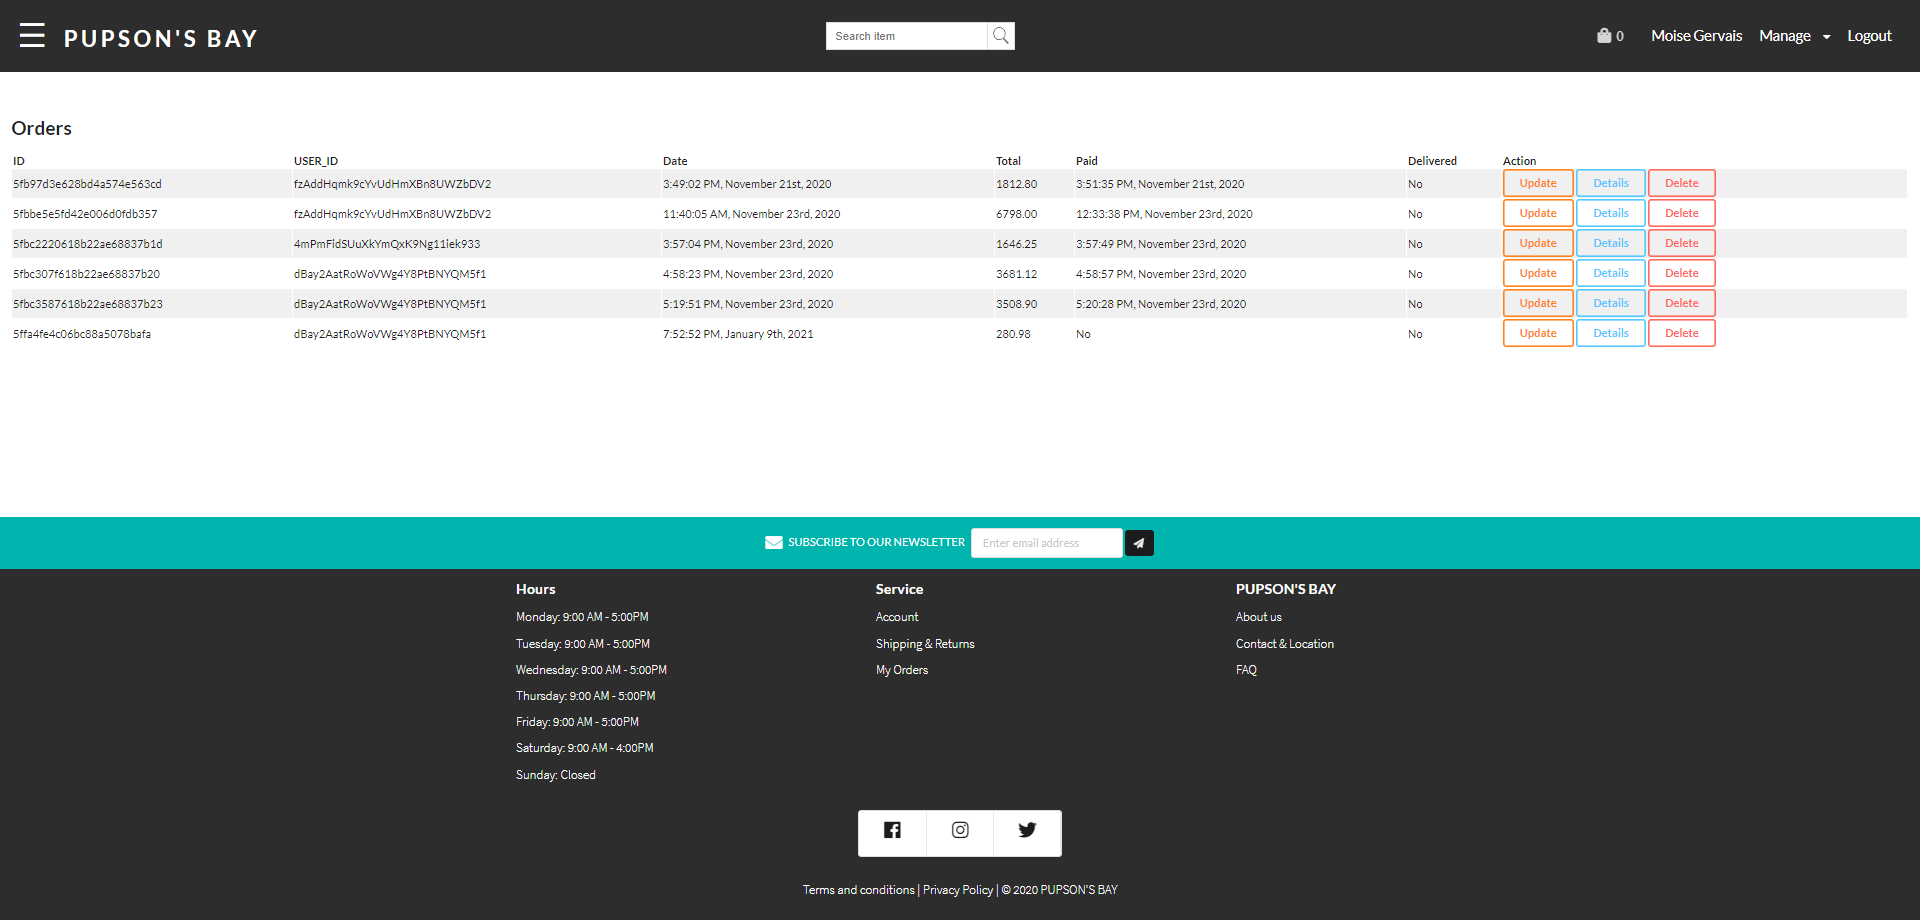 PUPSON'S BAY
Search item
0 Moise Gervais Manage Logout
Orders
ID USER_ID Date Total Paid Delivered Action
5fb97d3e628bd4a574e563cd fzAddHqmk9cYvUdHmXBn8UWZbDV2 3:49:02 PM, November 21st, 2020 1812.80 3:51:35 PM, November 21st, 2020 No Update Details Delete
5fbbe5e5fd42e006d0fdb357 fzAddHqmk9cYvUdHmXBn8UWZbDV2 11:40:05 AM, November 23rd, 2020 6798.00 12:33:38 PM, November 23rd, 2020 No Update Details Delete
5fbc2220618b22ae68837b1d 4mPmFidSUuXkYmQxK9Ng11iek933 3:57:04 PM, November 23rd, 2020 1646.25 3:57:49 PM, November 23rd, 2020 No Update Details Delete
5fbc307f618b22ae68837b20 dBay2AatRoWoVWg4Y8PtBNYQM5f1 4:58:23 PM, November 23rd, 2020 3681.12 4:58:57 PM, November 23rd, 2020 No Update Details Delete
5fbc3587618b22ae68837b23 dBay2AatRoWoVWg4Y8PtBNYQM5f1 5:19:51 PM, November 23rd, 2020 3508.90 5:20:28 PM, November 23rd, 2020 No Update Details Delete
5ffa4fe4c06bc88a5078bafa dBay2AatRoWoVWg4Y8PtBNYQM5f1 7:52:52 PM, January 9th, 2021 280.98 No No Update Details Delete
SUBSCRIBE TO OUR NEWSLETTER Enter email address
Hours
Monday: 9:00 AM - 5:00PM
Tuesday: 9:00 AM - 5:00PM
Wednesday: 9:00 AM - 5:00PM
Thursday: 9:00 AM - 5:00PM
Friday: 9:00 AM - 5:00PM
Saturday: 9:00 AM - 4:00PM
Sunday: Closed
Service
Account
Shipping & Returns
My Orders
PUPSON'S BAY
About us
Contact & Location
FAQ
Terms and conditions | Privacy Policy | © 2020 PUPSON'S BAY